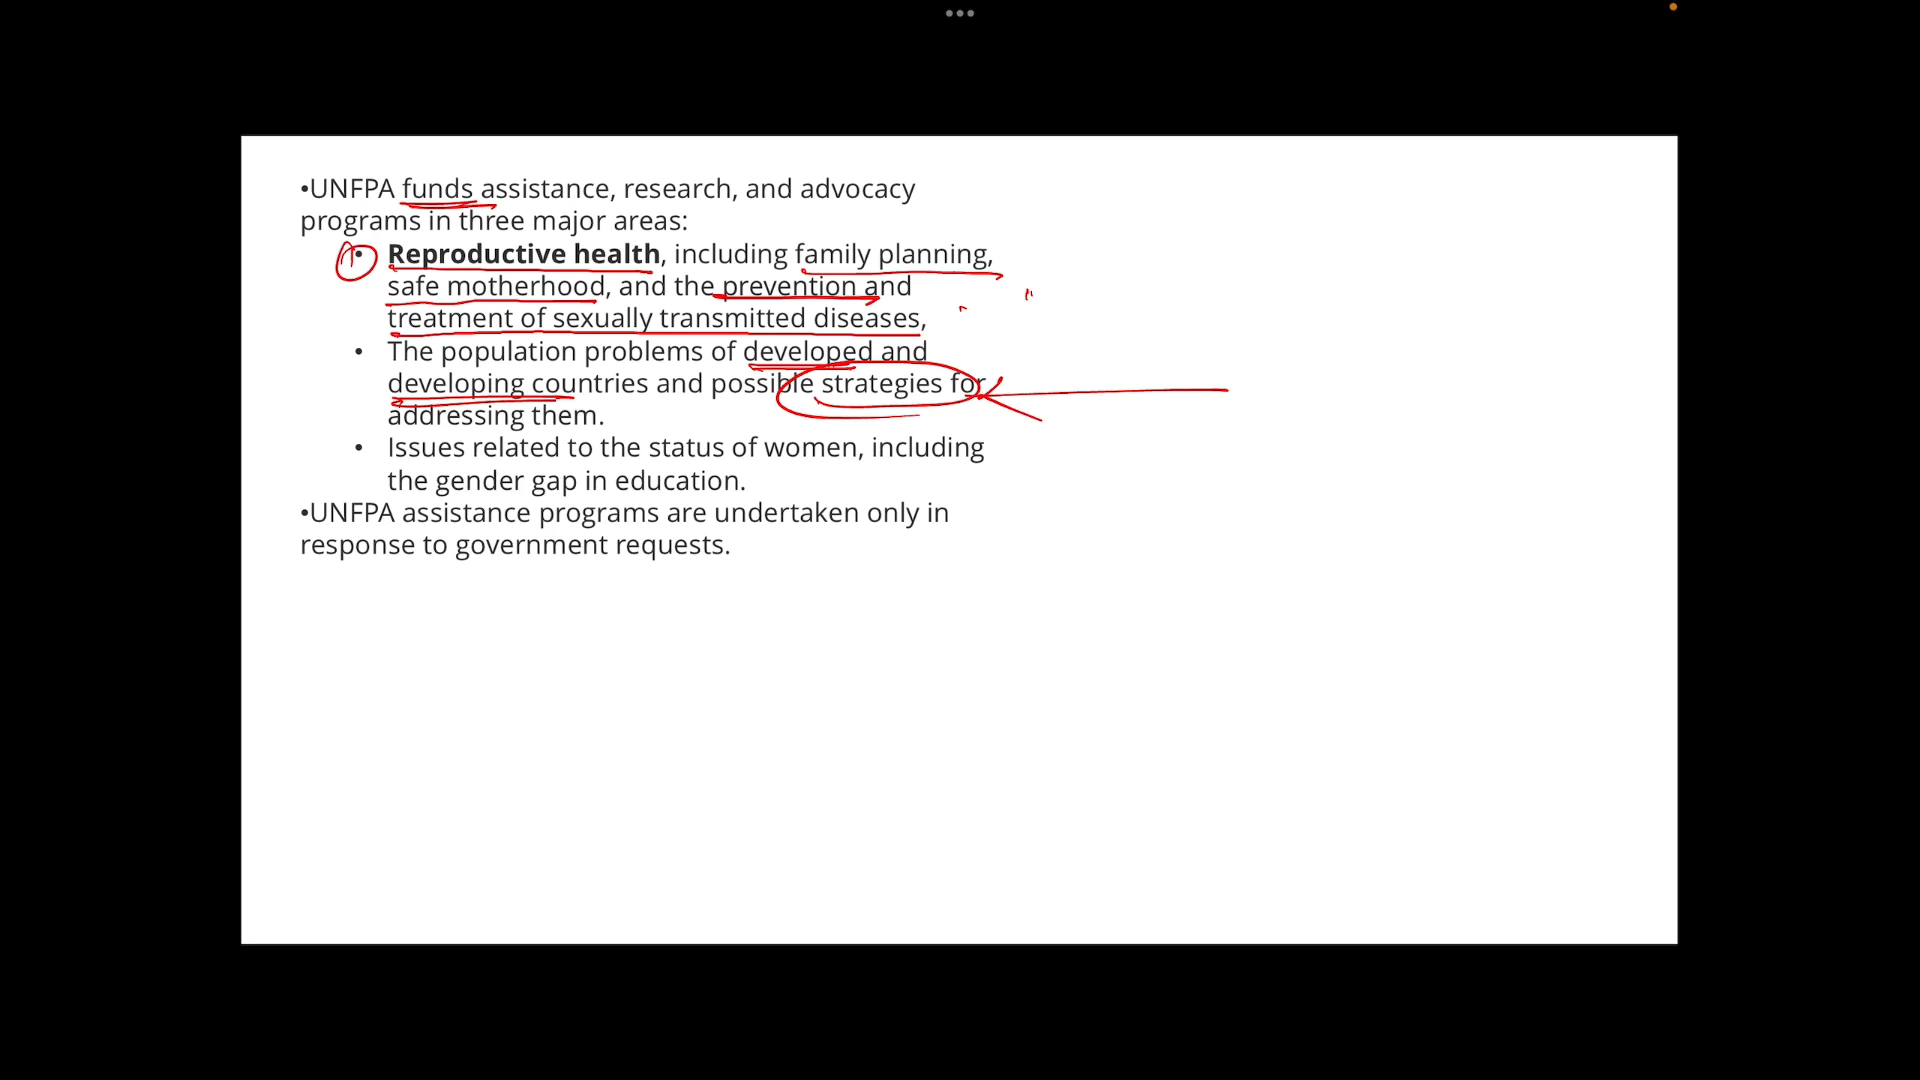 •UNFPA funds assistance, research, and advocacy
programs in three major areas:
• Reproductive health, including family planning,
safe motherhood, and the prevention and
treatment of sexually transmitted diseases,
• The population problems of developed and
developing countries and possible strategies for
addressing them.
• Issues related to the status of women, including
the gender gap in education.
•UNFPA assistance programs are undertaken only in
response to government requests.